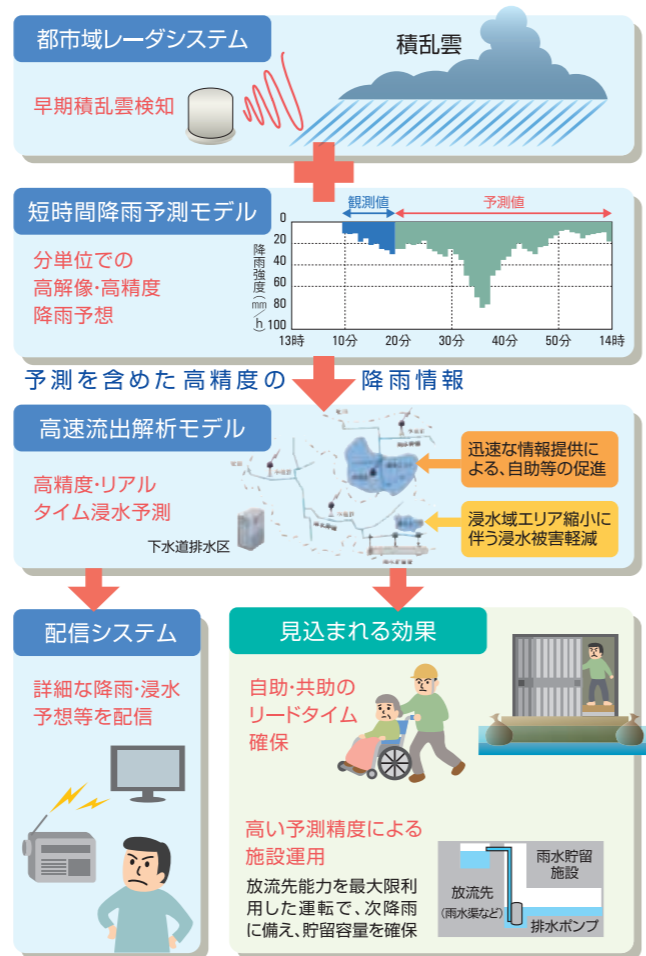 都市域レーダシステム
早期積乱雲検知
積乱雲
短時間降雨予測モデル
分単位での
高解像・高精度
降雨予想
観測値
予測値
降雨強度(㎜/h)
0
20
40
60
80
100
13時
10分
20分
30分
40分
50分
14時
予測を含めた高精度の 降雨情報
高速流出解析モデル
高精度・リアル
タイム浸水予測
下水道排水区
迅速な情報提供に
よる、自助等の促進
浸水域エリア縮小に
伴う浸水被害軽減
配信システム
詳細な降雨・浸水
予想等を配信
見込まれる効果
自助・共助の
リードタイム
確保
高い予測精度による
施設運用
放流先能力を最大限利
用した運転で、次降雨
に備え、貯留容量を確保
放流先
(雨水渠など)
雨水貯留
施設
排水ポンプ